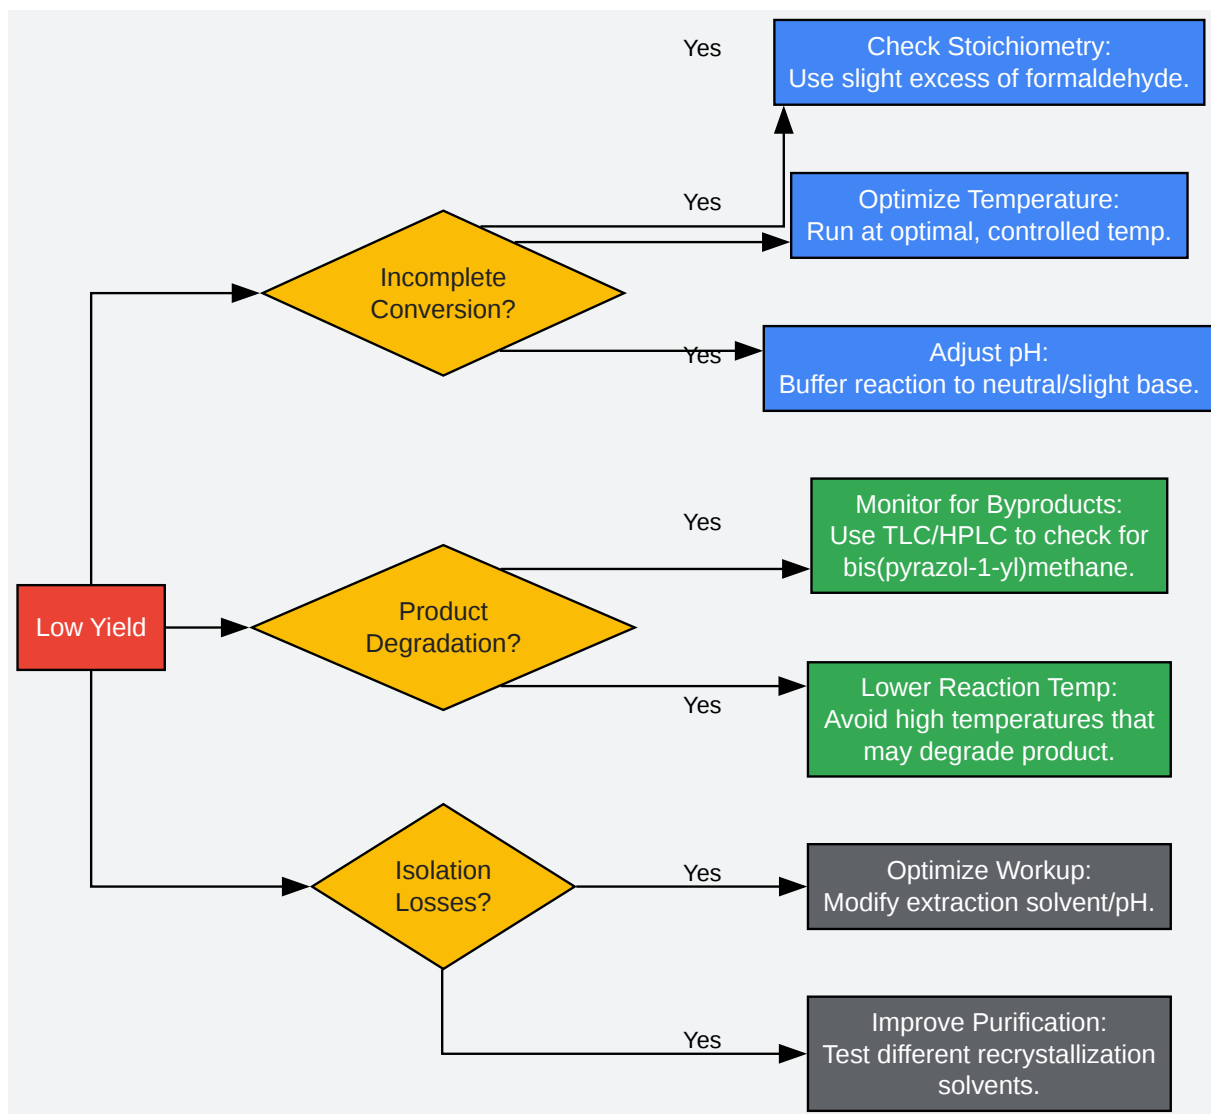 Yes
Check Stoichiometry:
Use slight excess of formaldehyde.
Yes
Optimize Temperature:
Run at optimal, controlled temp.
Incomplete
Conversion?
Yes
Adjust pH:
Buffer reaction to neutral/slight base.
Yes
Monitor for Byproducts:
Use TLC/HPLC to check for
bis(pyrazol-1-yl)methane.
Low Yield
Product
Degradation?
Yes
Lower Reaction Temp:
Avoid high temperatures that
may degrade product.
Isolation
Losses?
Yes
Optimize Workup:
Modify extraction solvent/pH.
Yes
Improve Purification:
Test different recrystallization
solvents.